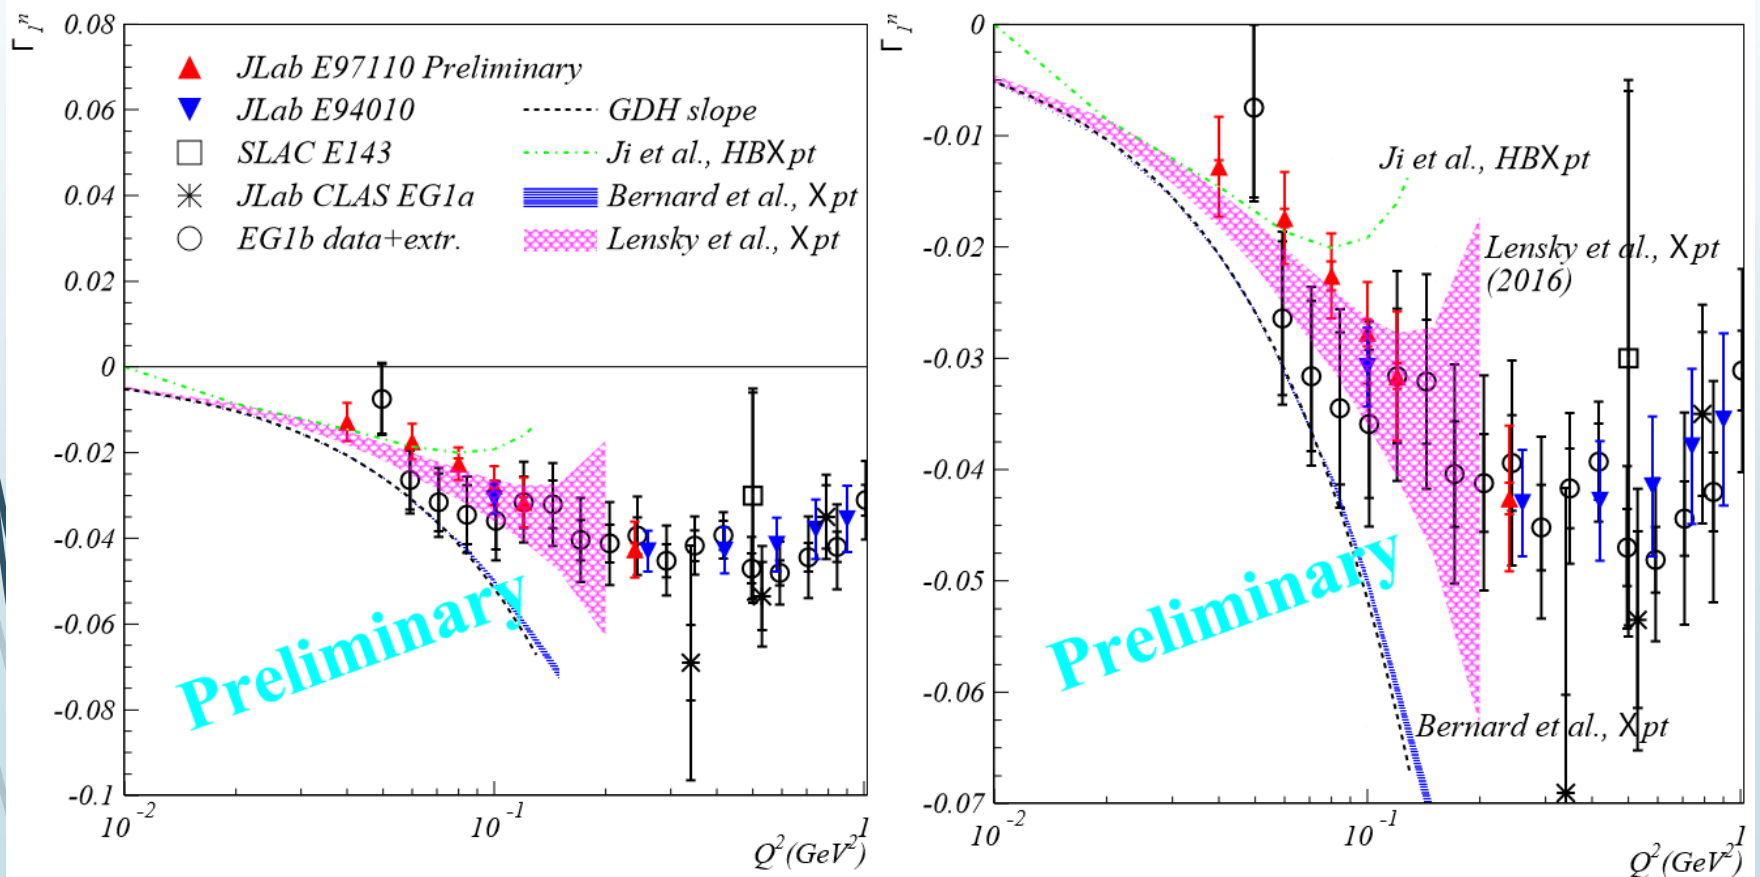 Γ₁ⁿ
0.08
0.06
0.04
0.02
0
-0.02
-0.04
-0.06
-0.08
-0.1
JLab E97110 Preliminary
JLab E94010
SLAC E143
JLab CLAS EG1a
EG1b data+extr.
GDH slope
Ji et al., HBXpt
Bernard et al., Xpt
Lensky et al., Xpt
Preliminary
10⁻²
10⁻¹
1
Q²(GeV²)
Γ₁ⁿ
0
-0.01
-0.02
-0.03
-0.04
-0.05
-0.06
-0.07
Ji et al., HBXpt
Lensky et al., Xpt
(2016)
Preliminary
Bernard et al., Xpt
10⁻²
10⁻¹
1
Q²(GeV²)